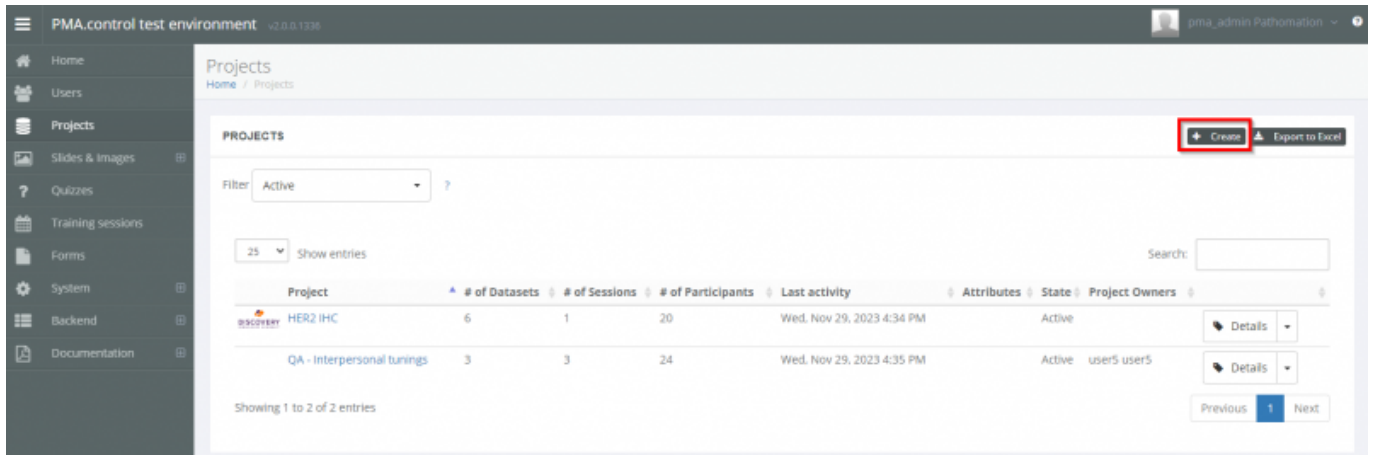 PMA.control test environment v2.0.0.1336
pma_admin Pathomation
Home
Users
Projects
Slides & Images
Quizzes
Training sessions
Forms
System
Backend
Documentation
Projects
Home / Projects
PROJECTS
Create
Export to Excel
Filter Active ?
25 Show entries
Search:
Project # of Datasets # of Sessions # of Participants Last activity Attributes State Project Owners
DISCOVERY HER2 IHC 6 1 20 Wed, Nov 29, 2023 4:34 PM Active Details
QA - Interpersonal tunings 3 3 24 Wed, Nov 29, 2023 4:35 PM Active user5 user5 Details
Showing 1 to 2 of 2 entries
Previous 1 Next